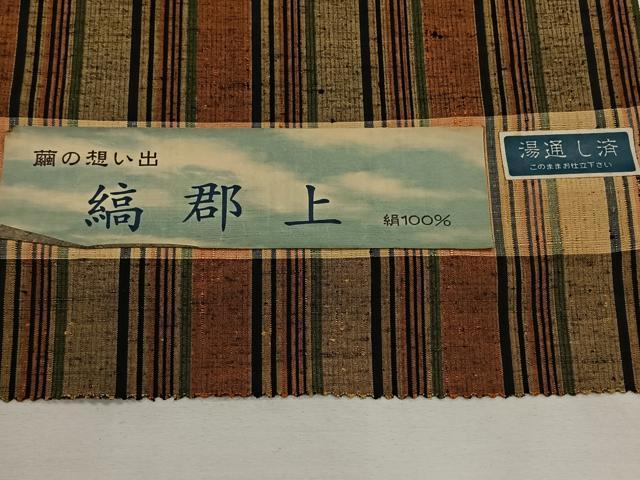 繭の想い出
縞郡上
絹100%
湯通し済
このままお仕立下さい